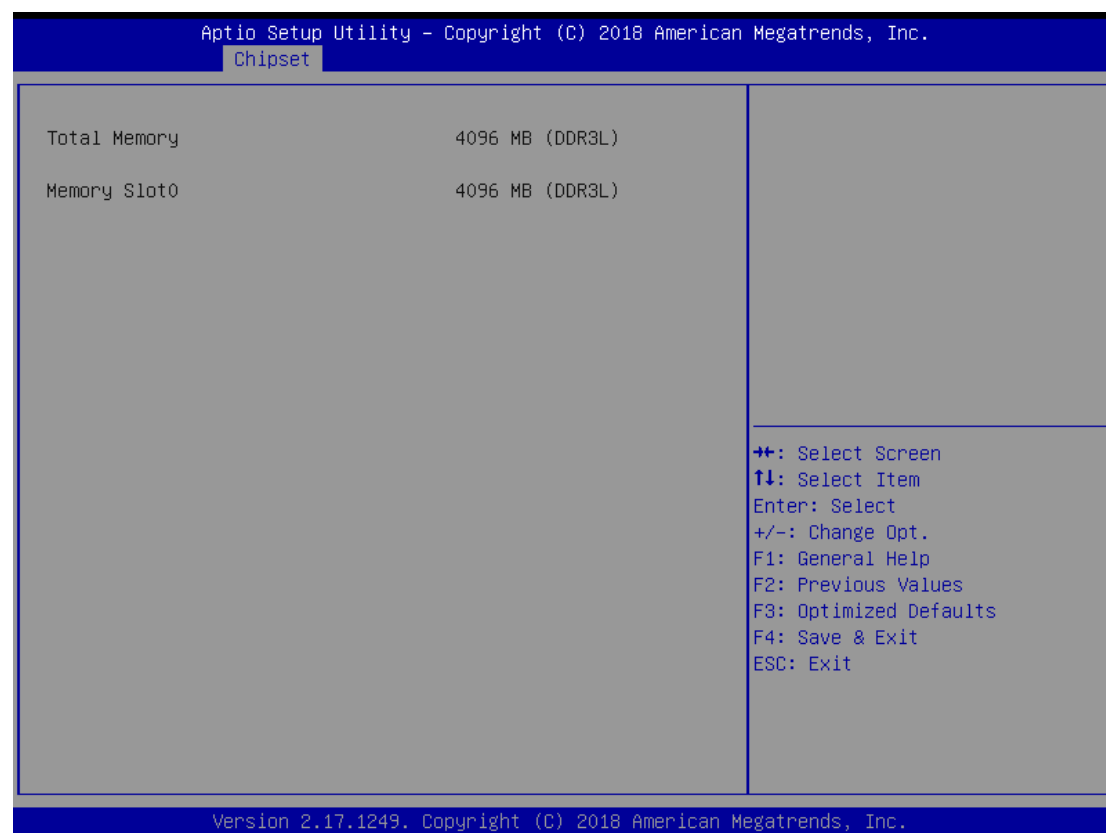 Aptio Setup Utility – Copyright (C) 2018 American Megatrends, Inc.
Chipset
Total Memory 4096 MB (DDR3L)
Memory Slot0 4096 MB (DDR3L)
→←: Select Screen
↑↓: Select Item
Enter: Select
+/-: Change Opt.
F1: General Help
F2: Previous Values
F3: Optimized Defaults
F4: Save & Exit
ESC: Exit
Version 2.17.1249. Copyright (C) 2018 American Megatrends, Inc.